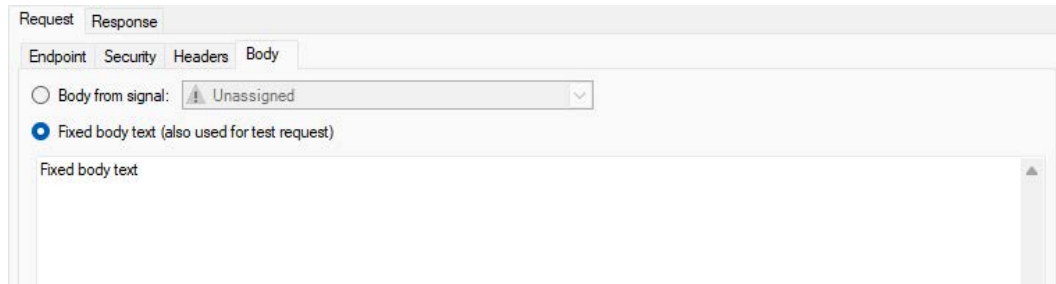 Request Response
Endpoint Security Headers Body
Body from signal: Unassigned
Fixed body text (also used for test request)
Fixed body text